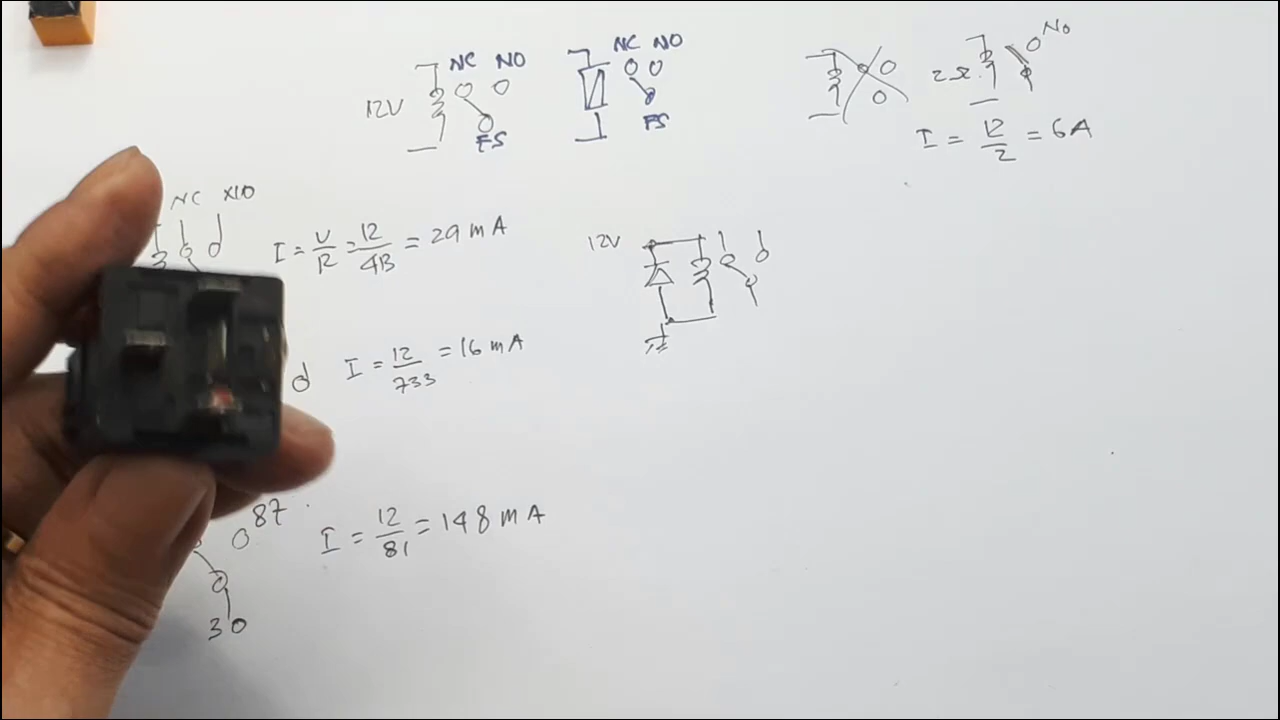 NC NO
12V
FS
NC NO
FS
NO
2Ω
I = 12/2 = 6A
NC NO
I = V/R = 12/413 = 29 mA
12V
I = 12/733 = 16 mA
87
I = 12/81 = 148 mA
30